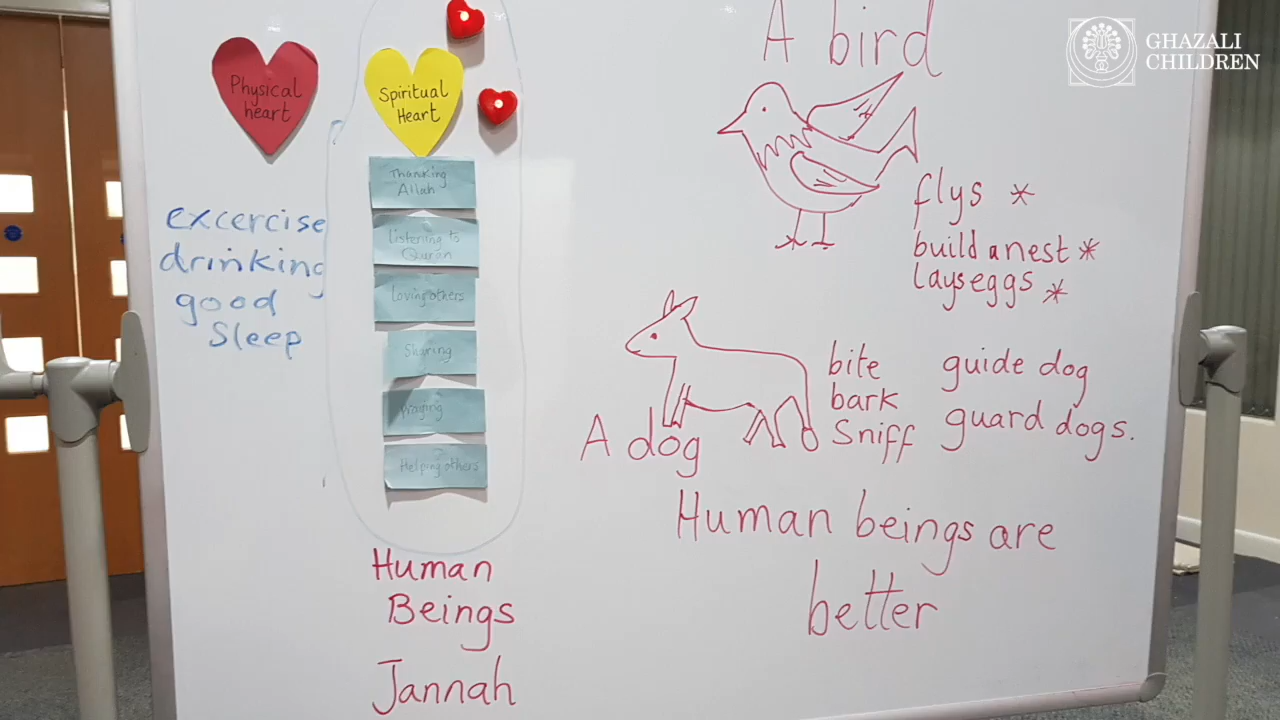 Physical
heart
excercise
drinking
good
Sleep
Spiritual
Heart
Thanking
Allah
Listening to
Quran
Loving others
Sharing
Praying
Helping others
Human
Beings
Jannah
A bird
flys *
build a nest *
lays eggs *
A dog
bite
bark
Sniff
guide dog
guard dogs.
Human beings are
better
GHAZALI
CHILDREN